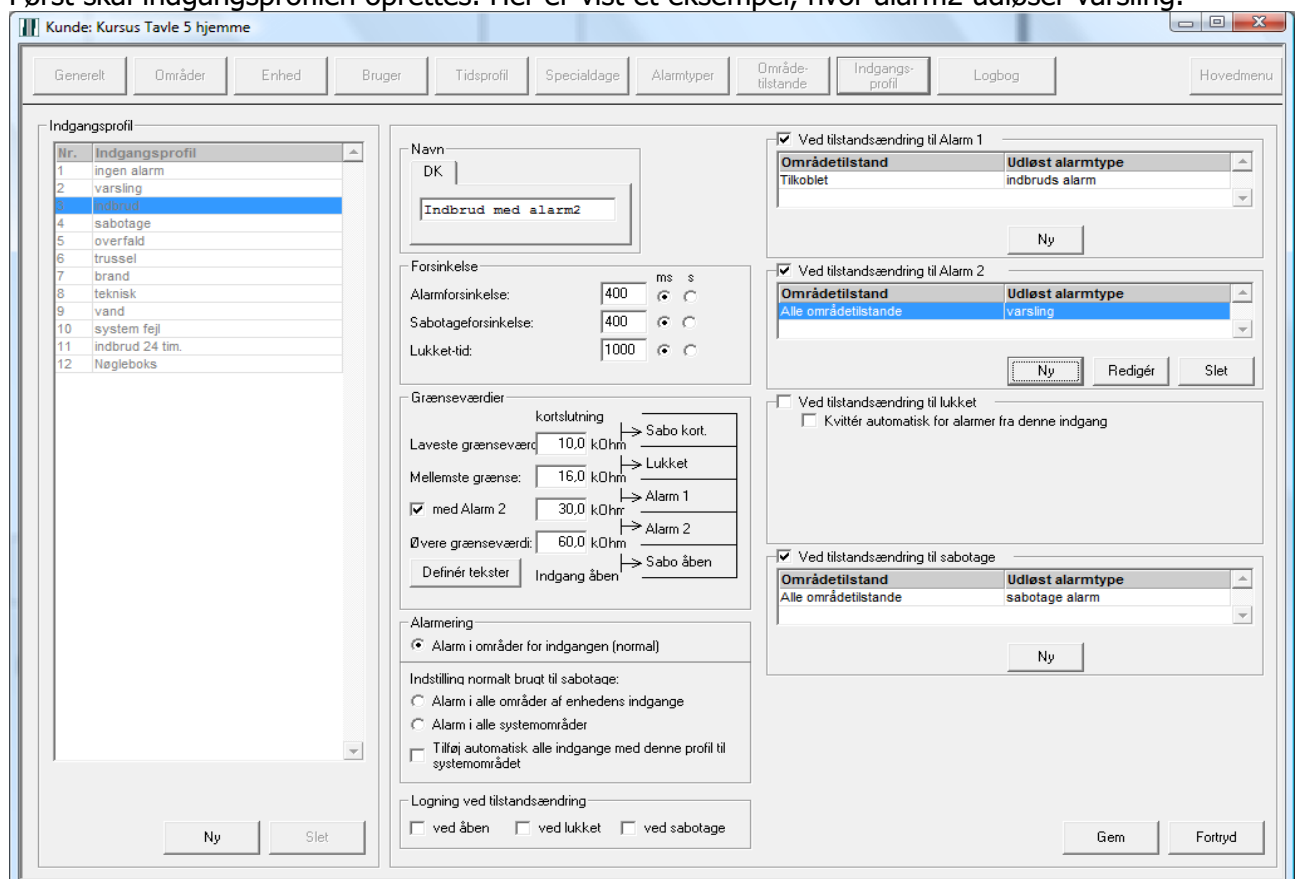 Først skal indgangsprofilen oprettes. Her er vist et eksempel, hvor alarm2 udløser varsling.
Kunde: Kursus Tavle 5 hjemme
Generelt Områder Enhed Bruger Tidsprofil Specialdage Alarmtyper Område-tilstande Indgangs-profil Logbog Hovedmenu
Indgangsprofil
Nr. Indgangsprofil
1 ingen alarm
2 varsling
3 indbrud
4 sabotage
5 overfald
6 trussel
7 brand
8 teknisk
9 vand
10 system fejl
11 indbrud 24 tim.
12 Nøgleboks
Ny Slet
Navn
DK
Indbrud med alarm2
Forsinkelse
ms s
Alarmforsinkelse: 400
Sabotageforsinkelse: 400
Lukket-tid: 1000
Grænseværdier
kortslutning
Sabo kort.
Laveste grænseværd 10,0 kOhm
Lukket
Mellemste grænse: 16,0 kOhm
Alarm 1
med Alarm 2 30,0 kOhm
Alarm 2
Øvere grænseværdi: 60,0 kOhm
Sabo åben
Definér tekster Indgang åben
Alarmering
Alarm i områder for indgangen (normal)
Indstilling normalt brugt til sabotage:
Alarm i alle områder af enhedens indgange
Alarm i alle systemområder
Tilføj automatisk alle indgange med denne profil til
systemområdet
Logning ved tilstandsændring
ved åben ved lukket ved sabotage
Ved tilstandsændring til Alarm 1
Områdetilstand Udløst alarmtype
Tilkoblet indbruds alarm
Ny
Ved tilstandsændring til Alarm 2
Områdetilstand Udløst alarmtype
Alle områdetilstande varsling
Ny Redigér Slet
Ved tilstandsændring til lukket
Kvittér automatisk for alarmer fra denne indgang
Ved tilstandsændring til sabotage
Områdetilstand Udløst alarmtype
Alle områdetilstande sabotage alarm
Ny
Gem Fortryd